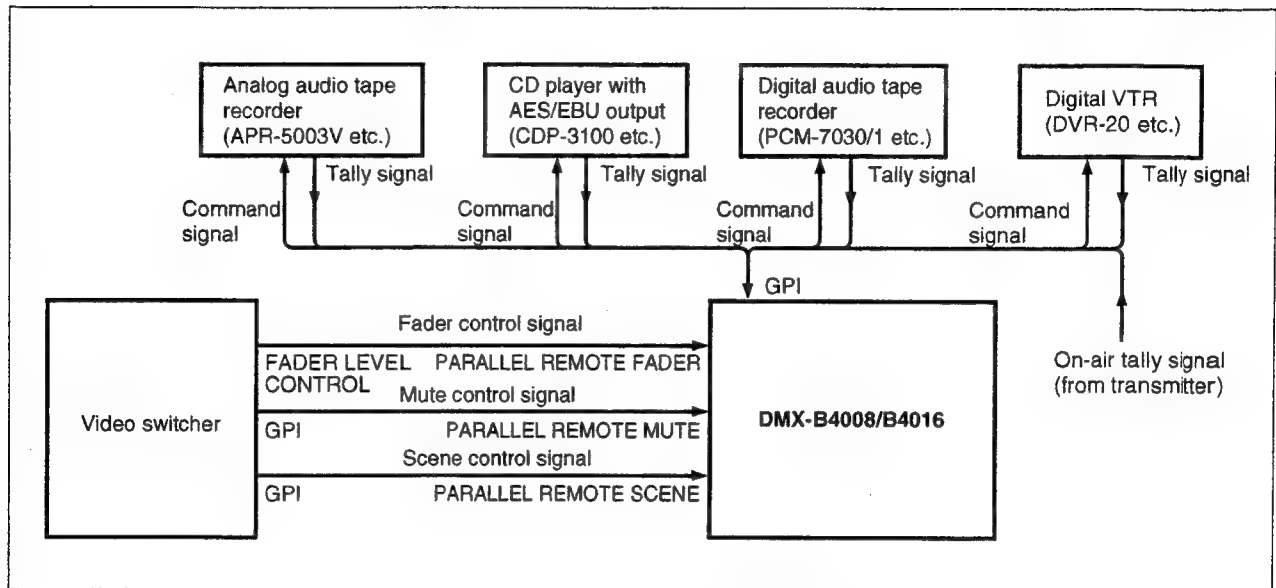 Analog audio tape
recorder
(APR-5003V etc.)
CD player with
AES/EBU output
(CDP-3100 etc.)
Digital audio tape
recorder
(PCM-7030/1 etc.)
Digital VTR
(DVR-20 etc.)
Tally signal
Tally signal
Tally signal
Tally signal
Command
signal
Command
signal
Command
signal
Command
signal
GPI
Fader control signal
FADER LEVEL
CONTROL
PARALLEL REMOTE FADER
Mute control signal
GPI
PARALLEL REMOTE MUTE
Scene control signal
GPI
PARALLEL REMOTE SCENE
Video switcher
DMX-B4008/B4016
On-air tally signal
(from transmitter)